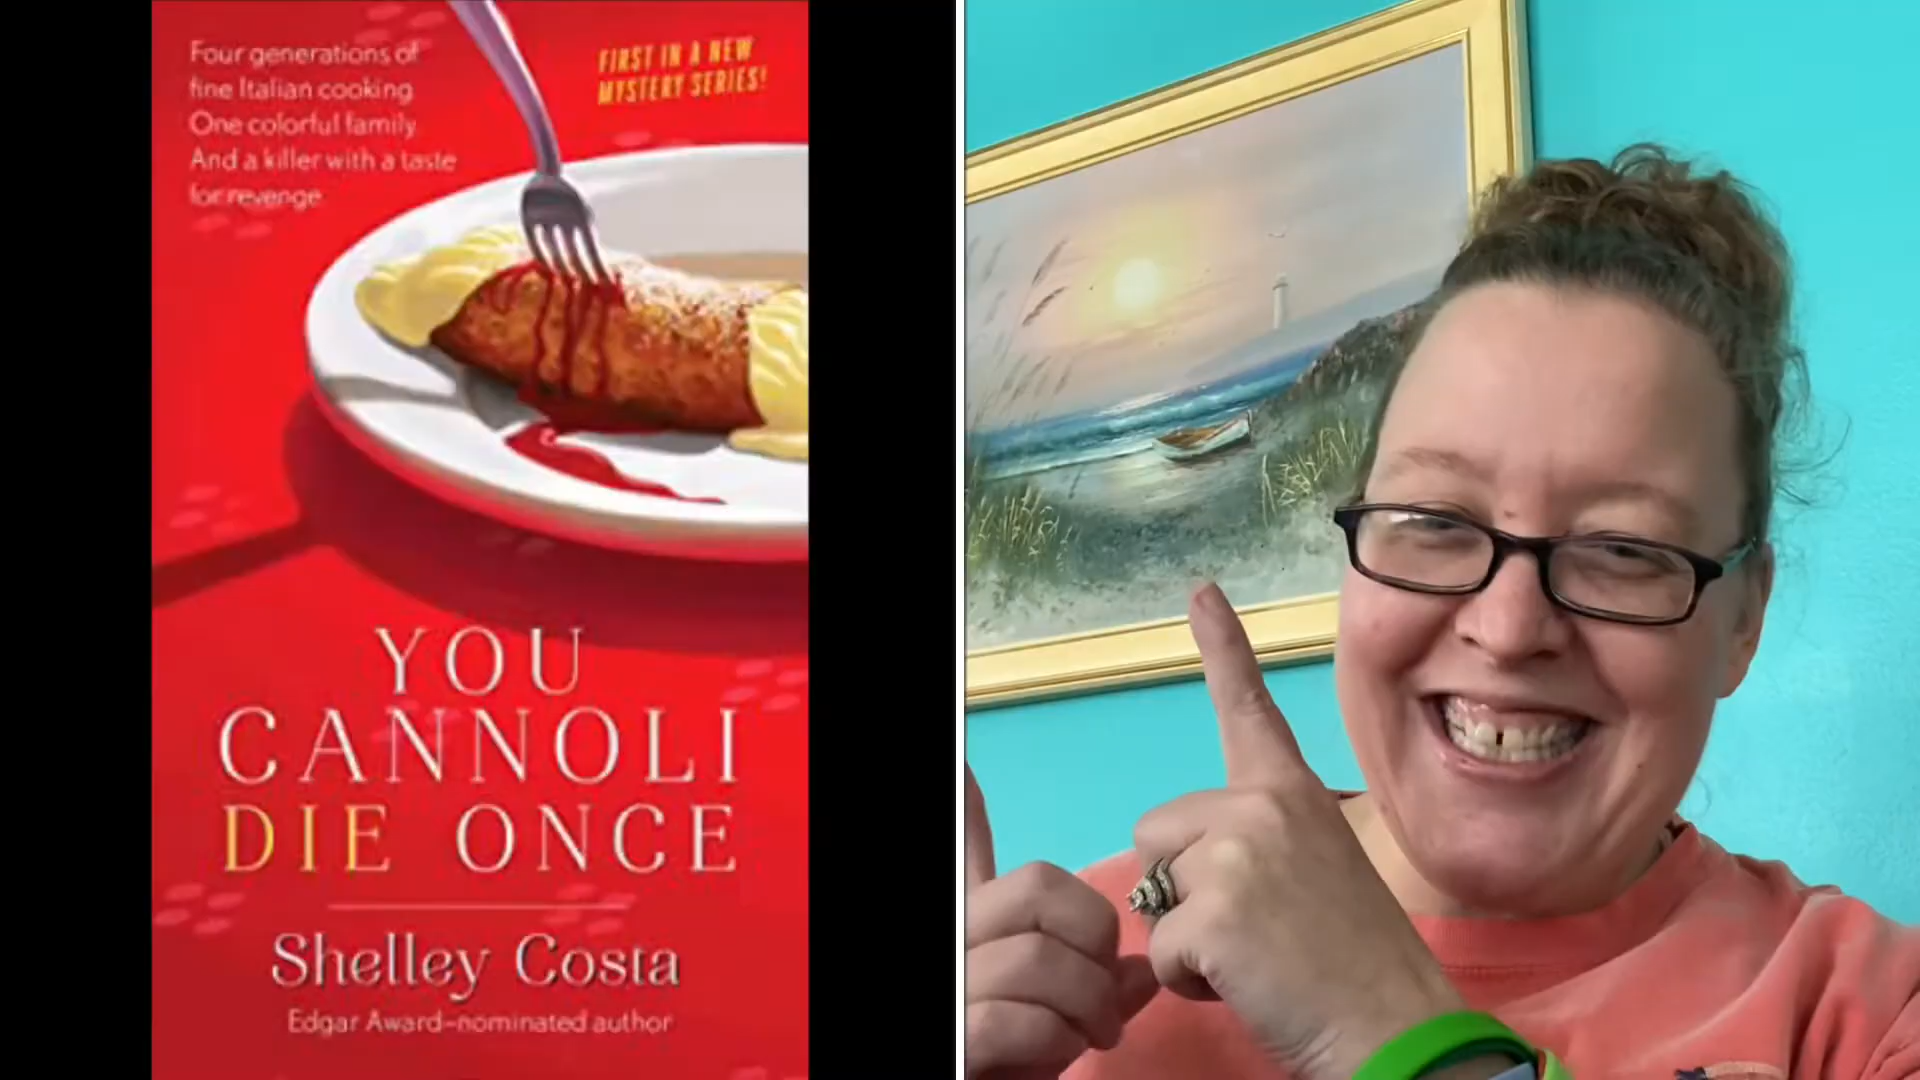 Four generations of
fine Italian cooking
One colorful family
And a killer with a taste
for revenge
FIRST IN A NEW
MYSTERY SERIES!
YOU
CANNOLI
DIE ONCE
Shelley Costa
Edgar Award-nominated author